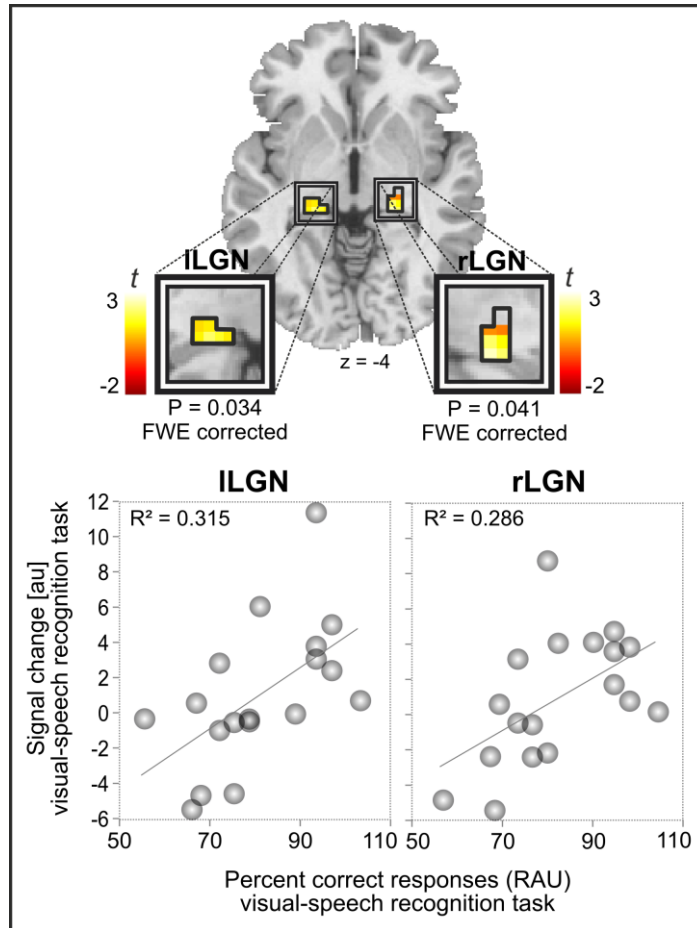 lLGN
rLGN
t
3
-2
t
3
-2
z = -4
P = 0.034
FWE corrected
P = 0.041
FWE corrected
lLGN
rLGN
Signal change [au]
visual-speech recognition task
12
10
8
6
4
2
0
-2
-4
-6
R² = 0.315
R² = 0.286
50
70
90
110
50
70
90
110
Percent correct responses (RAU)
visual-speech recognition task